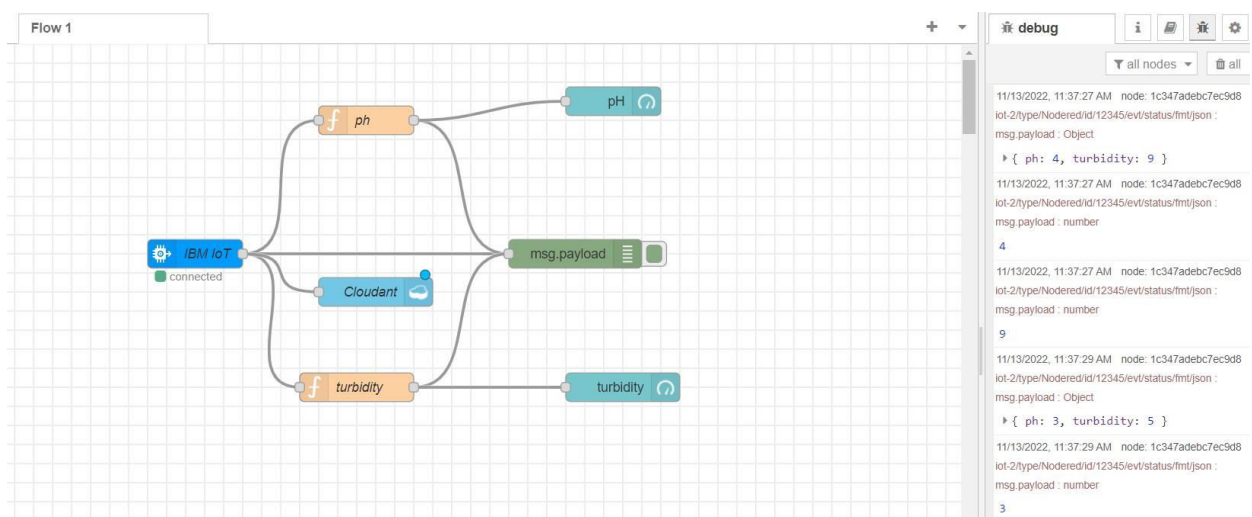 Flow 1
debug
i
all nodes
all
ph
pH
IBM IoT
connected
msg.payload
Cloudant
turbidity
turbidity
11/13/2022, 11:37:27 AM node: 1c347adebc7ec9d8
iot-2/type/Nodered/id/12345/evt/status/fmt/json :
msg.payload : Object
{ ph: 4, turbidity: 9 }
11/13/2022, 11:37:27 AM node: 1c347adebc7ec9d8
iot-2/type/Nodered/id/12345/evt/status/fmt/json :
msg.payload : number
4
11/13/2022, 11:37:27 AM node: 1c347adebc7ec9d8
iot-2/type/Nodered/id/12345/evt/status/fmt/json :
msg.payload : number
9
11/13/2022, 11:37:29 AM node: 1c347adebc7ec9d8
iot-2/type/Nodered/id/12345/evt/status/fmt/json :
msg.payload : Object
{ ph: 3, turbidity: 5 }
11/13/2022, 11:37:29 AM node: 1c347adebc7ec9d8
iot-2/type/Nodered/id/12345/evt/status/fmt/json :
msg.payload : number
3